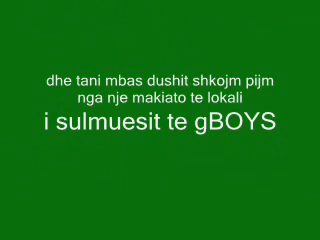 dhe tani mbas dushit shkojm pijm
nga nje makiato te lokali
i sulmuesit te gBOYS